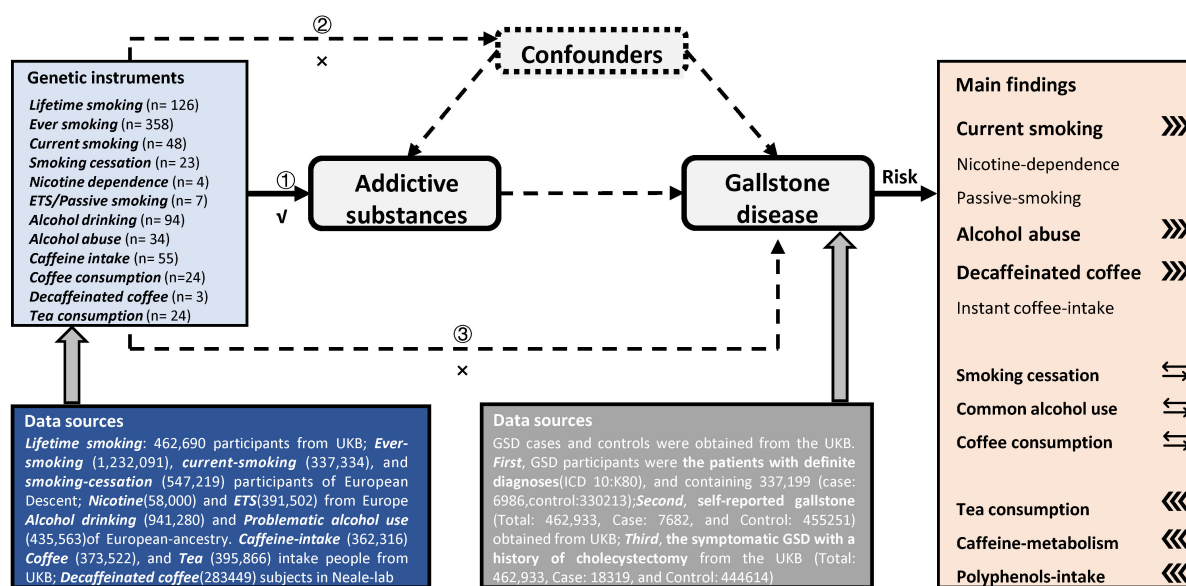 ②
×
Confounders
Genetic instruments
Lifetime smoking (n= 126)
Ever smoking (n= 358)
Current smoking (n= 48)
Smoking cessation (n= 23)
Nicotine dependence (n= 4)
ETS/Passive smoking (n= 7)
Alcohol drinking (n= 94)
Alcohol abuse (n= 34)
Caffeine intake (n= 55)
Coffee consumption (n=24)
Decaffeinated coffee (n= 3)
Tea consumption (n= 24)
①
√
Addictive
substances
Gallstone
disease
Risk
③
×
Main findings
Current smoking
Nicotine-dependence
Passive-smoking
Alcohol abuse
Decaffeinated coffee
Instant coffee-intake
Smoking cessation
Common alcohol use
Coffee consumption
Tea consumption
Caffeine-metabolism
Polyphenols-intake
Data sources
Lifetime smoking: 462,690 participants from UKB; Ever-
smoking (1,232,091), current-smoking (337,334), and
smoking-cessation (547,219) participants of European
Descent; Nicotine(58,000) and ETS(391,502) from Europe
Alcohol drinking (941,280) and Problematic alcohol use
(435,563)of European-ancestry. Caffeine-intake (362,316)
Coffee (373,522), and Tea (395,866) intake people from
UKB; Decaffeinated coffee(283449) subjects in Neale-lab
Data sources
GSD cases and controls were obtained from the UKB.
First, GSD participants were the patients with definite
diagnoses(ICD 10:K80), and containing 337,199 (case:
6986,control:330213);Second, self-reported gallstone
(Total: 462,933, Case: 7682, and Control: 455251)
obtained from UKB; Third, the symptomatic GSD with a
history of cholecystectomy from the UKB (Total:
462,933, Case: 18319, and Control: 444614)